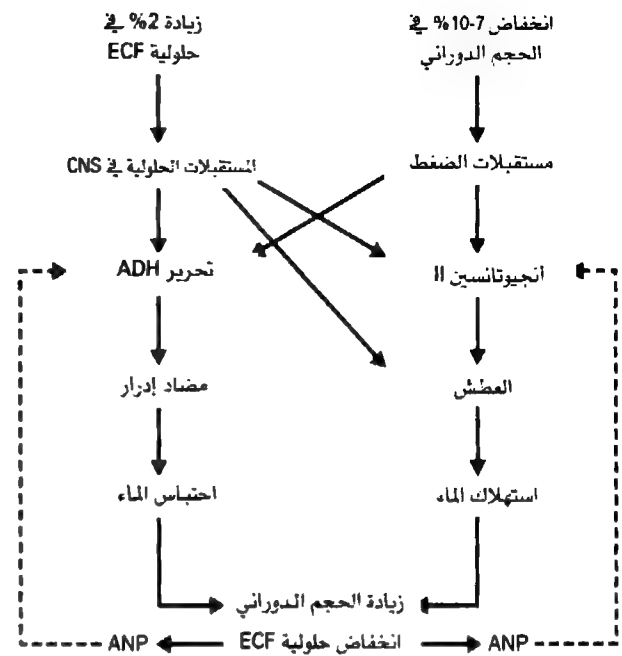 انخفاض 7-10% في
الحجم الدوراني
زيادة 2% في
حلولية ECF
مستقبلات الضغط
المستقبلات الحلولية في CNS
أنجيوتانسين II
تحرير ADH
العطش
مضاد إدرار
استهلاك الماء
احتباس الماء
زيادة الحجم الدوراني
ANP انخفاض حلولية ECF ANP